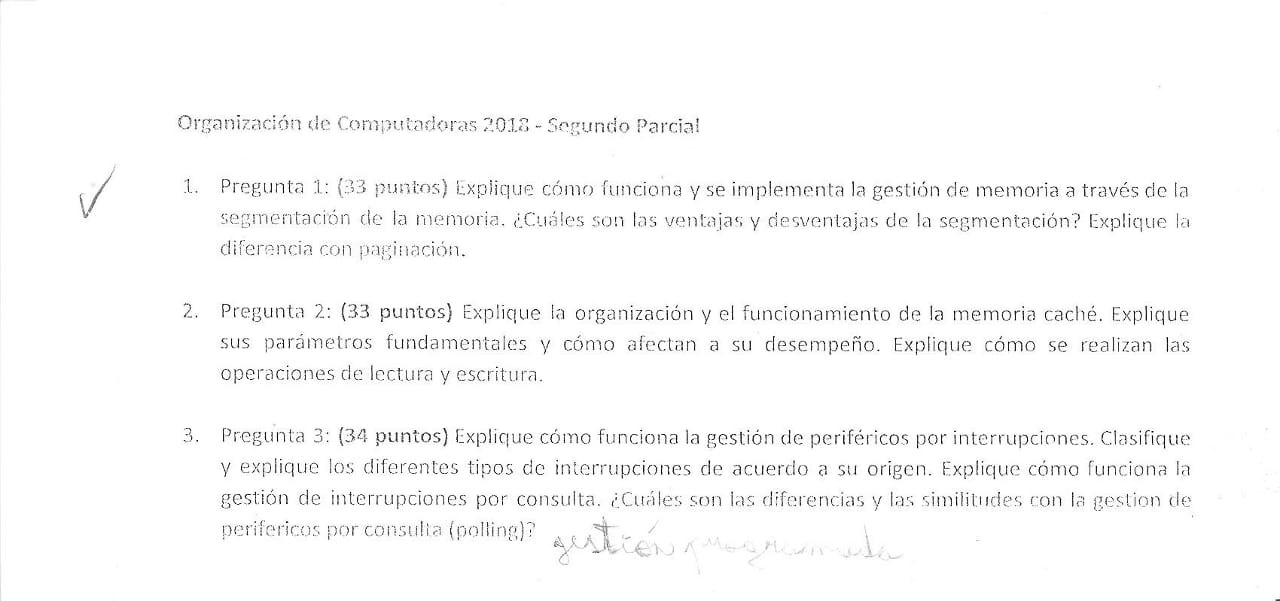 Organización de Computadoras 2018 - Segundo Parcial
1. Pregunta 1: (33 puntos) Explique cómo funciona y se implementa la gestión de memoria a través de la
segmentación de la memoria. ¿Cuáles son las ventajas y desventajas de la segmentación? Explique la
diferencia con paginación.
2. Pregunta 2: (33 puntos) Explique la organización y el funcionamiento de la memoria caché. Explique
sus parámetros fundamentales y cómo afectan a su desempeño. Explique cómo se realizan las
operaciones de lectura y escritura.
3. Pregunta 3: (34 puntos) Explique cómo funciona la gestión de periféricos por interrupciones. Clasifique
y explique los diferentes tipos de interrupciones de acuerdo a su origen. Explique cómo funciona la
gestión de interrupciones por consulta. ¿Cuáles son las diferencias y las similitudes con la gestion de
perifericos por consulta (polling)?
gestión programada